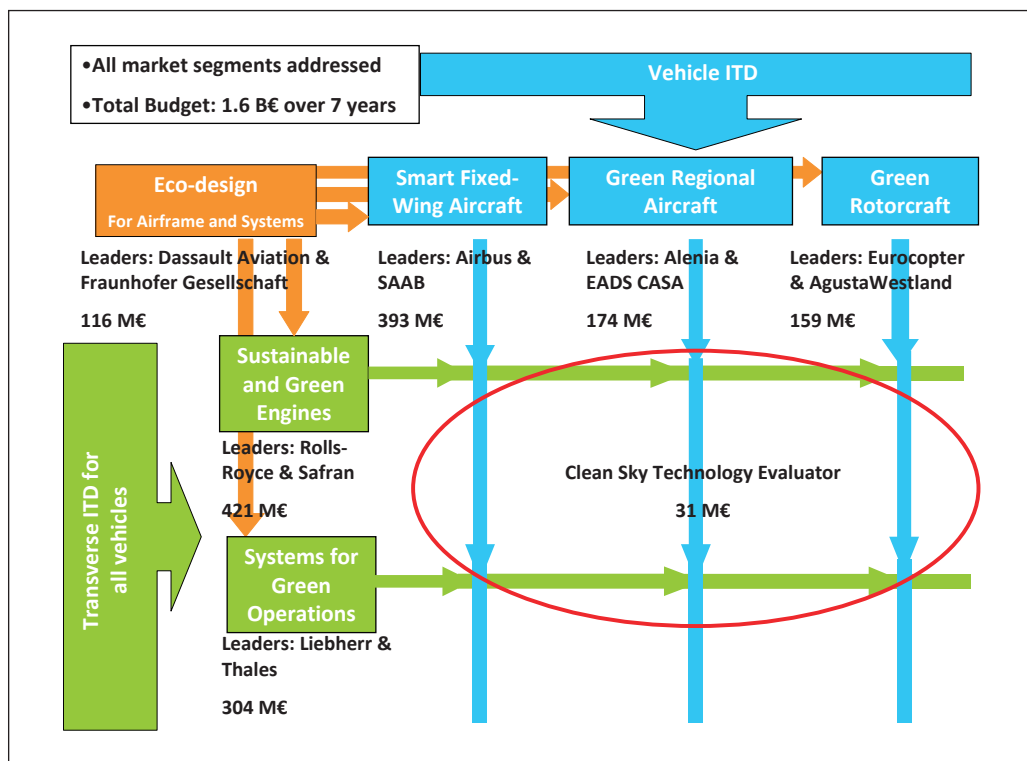 •All market segments addressed
•Total Budget: 1.6 B€ over 7 years
Vehicle ITD
Eco-design
For Airframe and Systems
Smart Fixed-
Wing Aircraft
Green Regional
Aircraft
Green
Rotorcraft
Leaders: Dassault Aviation &
Fraunhofer Gesellschaft
116 M€
Leaders: Airbus &
SAAB
393 M€
Leaders: Alenia &
EADS CASA
174 M€
Leaders: Eurocopter
& AgustaWestland
159 M€
Transverse ITD for
all vehicles
Sustainable
and Green
Engines
Leaders: Rolls-
Royce & Safran
421 M€
Clean Sky Technology Evaluator
31 M€
Systems for
Green
Operations
Leaders: Liebherr &
Thales
304 M€